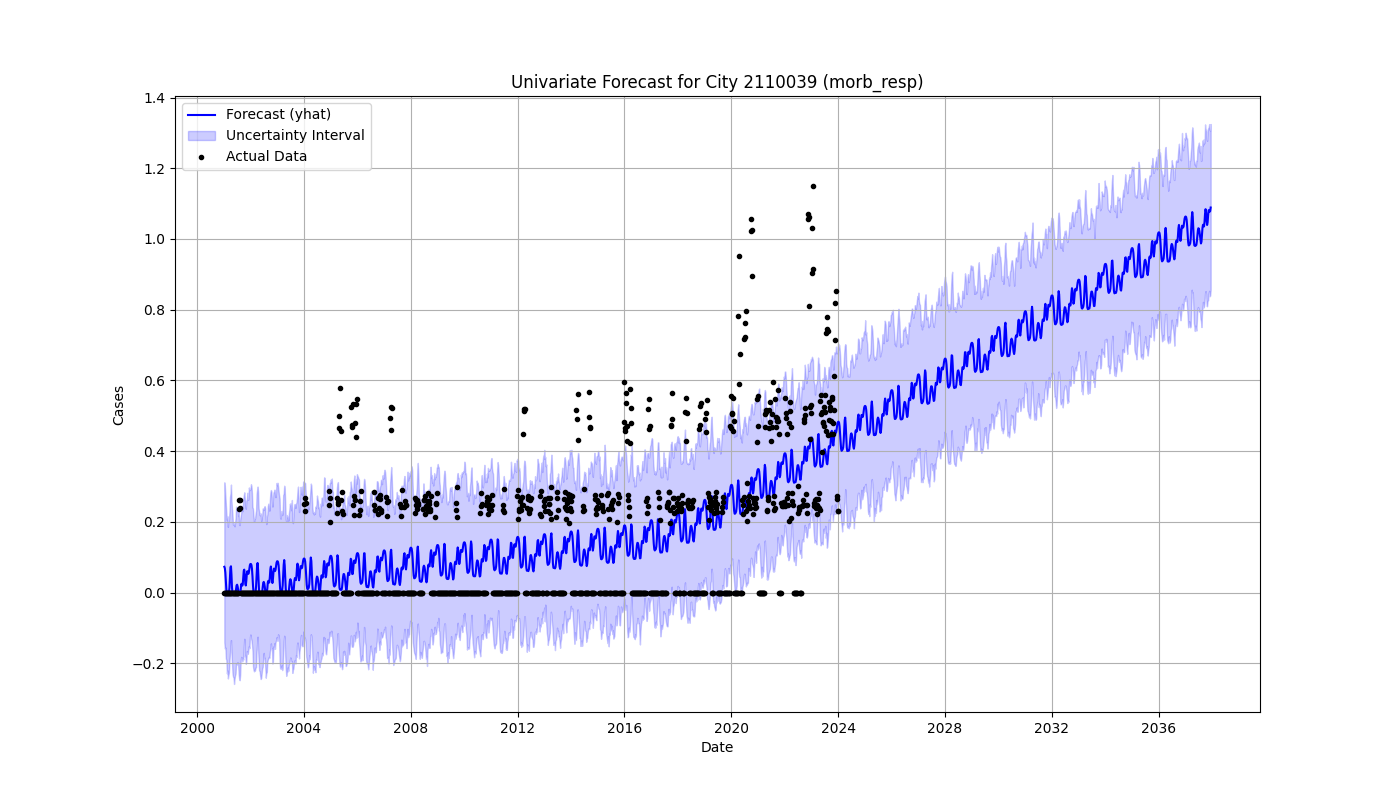 Univariate Forecast for City 2110039 (morb_resp)
Forecast (yhat)
Uncertainty Interval
Actual Data
1.4
1.2
1.0
0.8
0.6
0.4
0.2
0.0
−0.2
Cases
2000 2004 2008 2012 2016 2020 2024 2028 2032 2036
Date